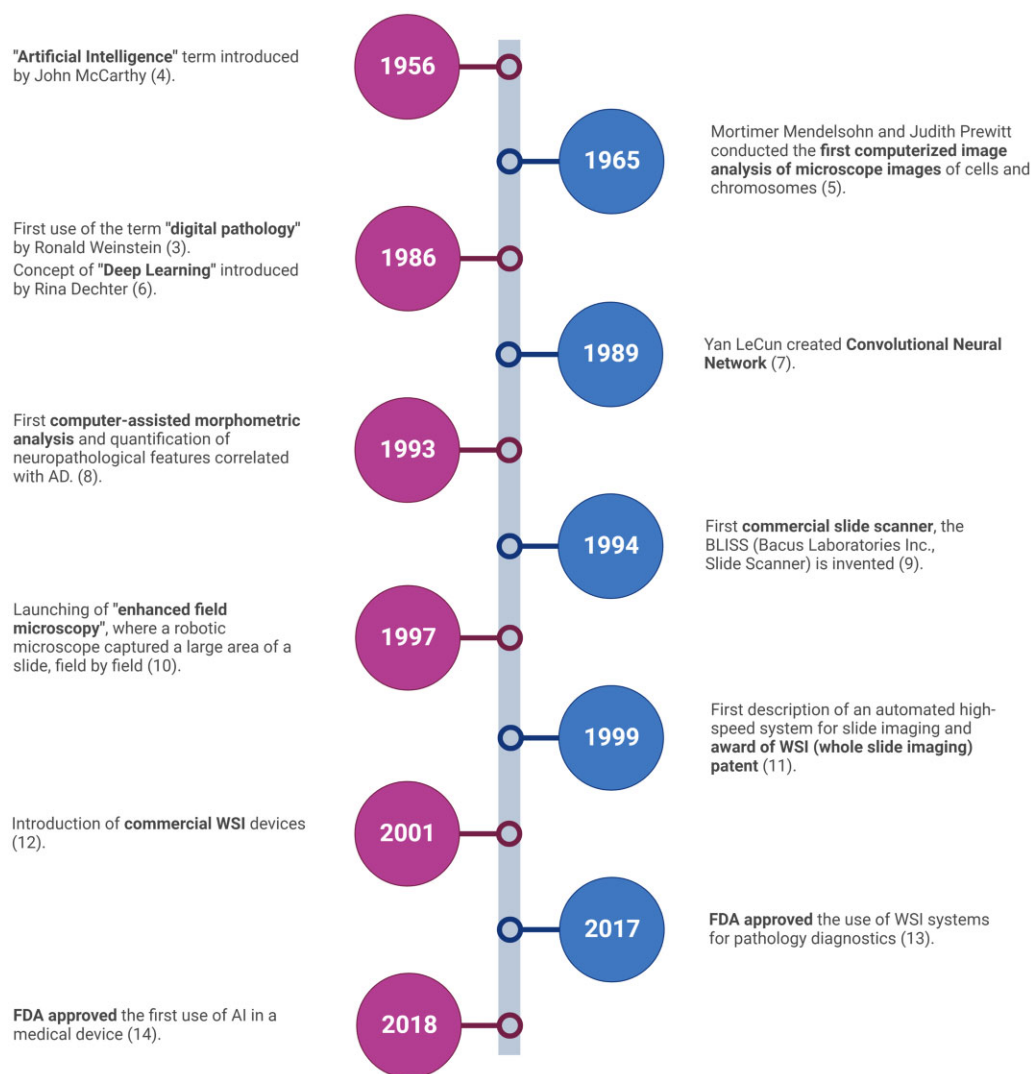 "Artificial Intelligence" term introduced
by John McCarthy (4).
1956
1965
Mortimer Mendelsohn and Judith Prewitt
conducted the first computerized image
analysis of microscope images of cells and
chromosomes (5).
First use of the term "digital pathology"
by Ronald Weinstein (3).
Concept of "Deep Learning" introduced
by Rina Dechter (6).
1986
1989
Yan LeCun created Convolutional Neural
Network (7).
First computer-assisted morphometric
analysis and quantification of
neuropathological features correlated
with AD. (8).
1993
1994
First commercial slide scanner, the
BLISS (Bacus Laboratories Inc.,
Slide Scanner) is invented (9).
Launching of "enhanced field
microscopy", where a robotic
microscope captured a large area of a
slide, field by field (10).
1997
1999
First description of an automated high-
speed system for slide imaging and
award of WSI (whole slide imaging)
patent (11).
Introduction of commercial WSI devices
(12).
2001
2017
FDA approved the use of WSI systems
for pathology diagnostics (13).
FDA approved the first use of AI in a
medical device (14).
2018